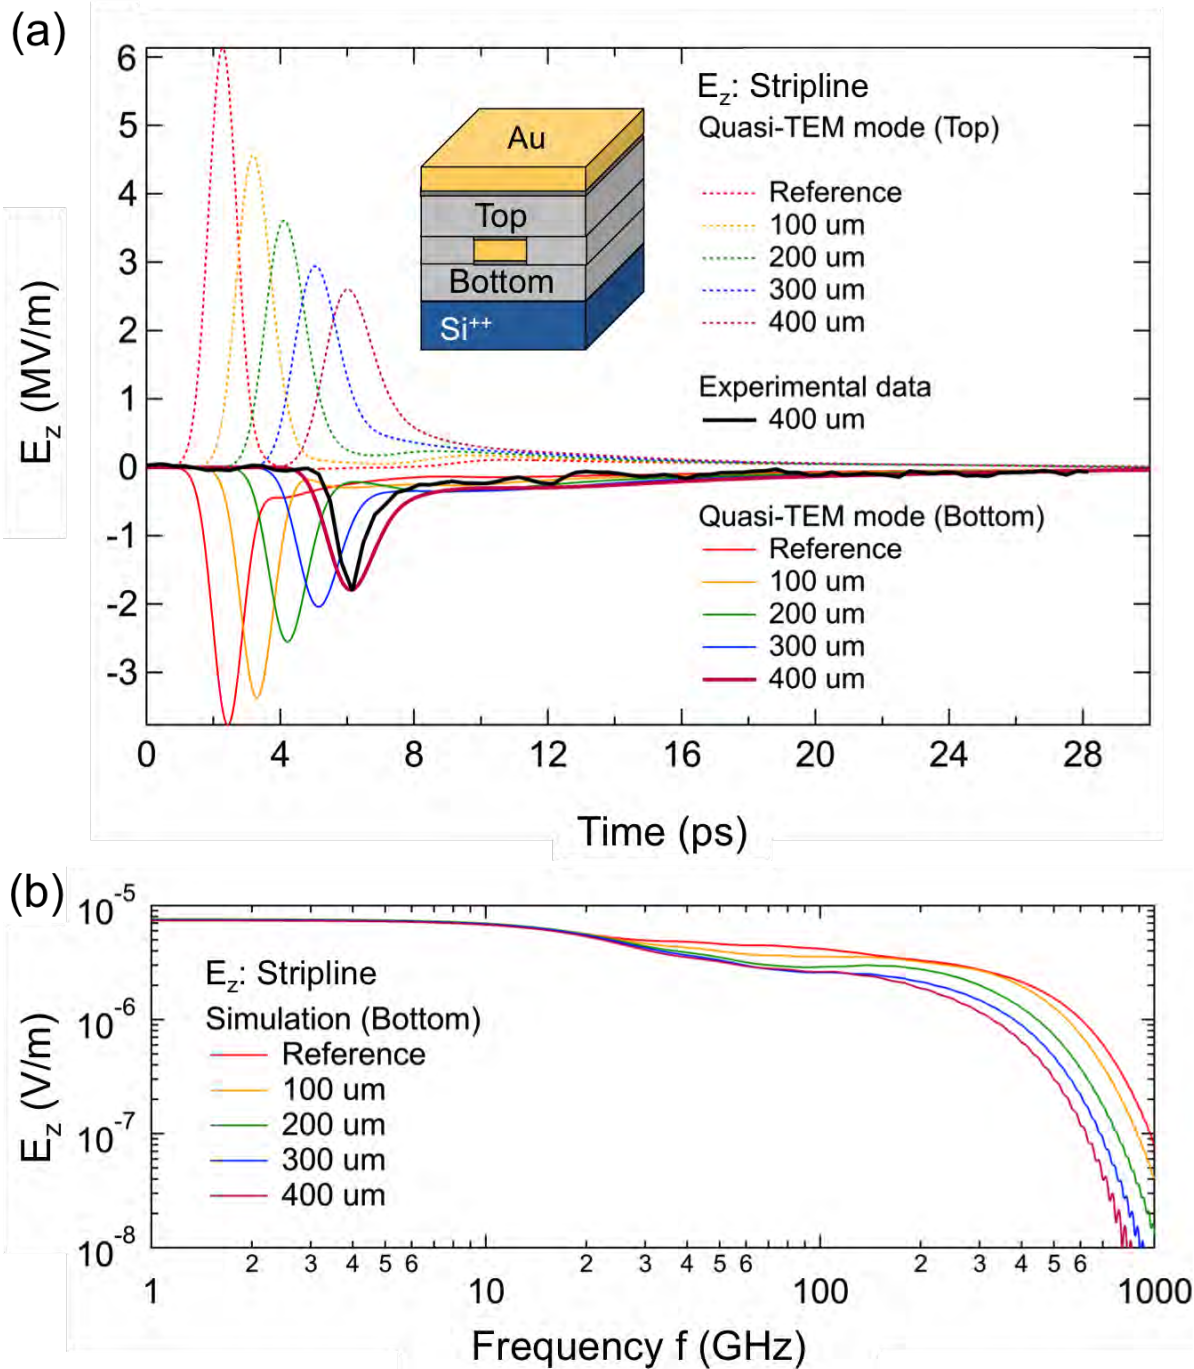 (a)
6
5
4
3
2
1
0
-1
-2
-3
E_z (MV/m)
Au
Top
Bottom
Si++
E_z: Stripline
Quasi-TEM mode (Top)
Reference
100 um
200 um
300 um
400 um
Experimental data
400 um
Quasi-TEM mode (Bottom)
Reference
100 um
200 um
300 um
400 um
0 4 8 12 16 20 24 28
Time (ps)
(b)
10^-5
10^-6
10^-7
10^-8
E_z (V/m)
E_z: Stripline
Simulation (Bottom)
Reference
100 um
200 um
300 um
400 um
2 3 4 5 6 2 3 4 5 6 2 3 4 5 6
1 10 100 1000
Frequency f (GHz)